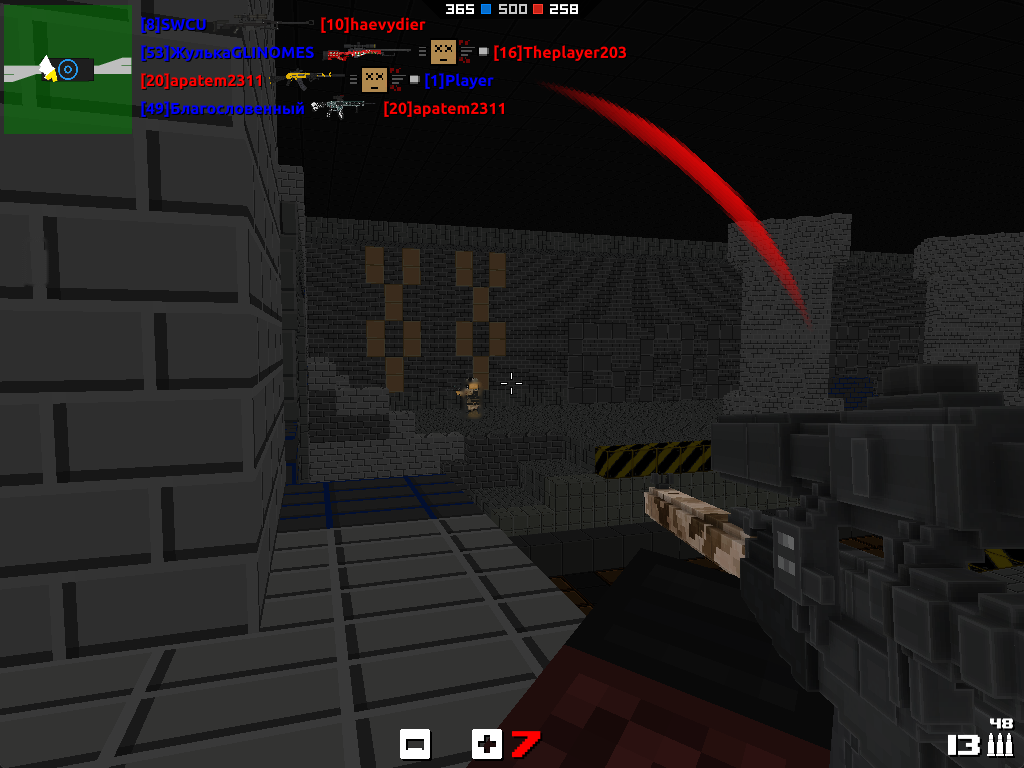 365 500 258
[8]SWCU [10]haevydier
[53]ЖулькаGLINOMES [16]Theplayer203
[20]apatem2311 [1]Player
[49]Благословенный [20]apatem2311
7
48
13